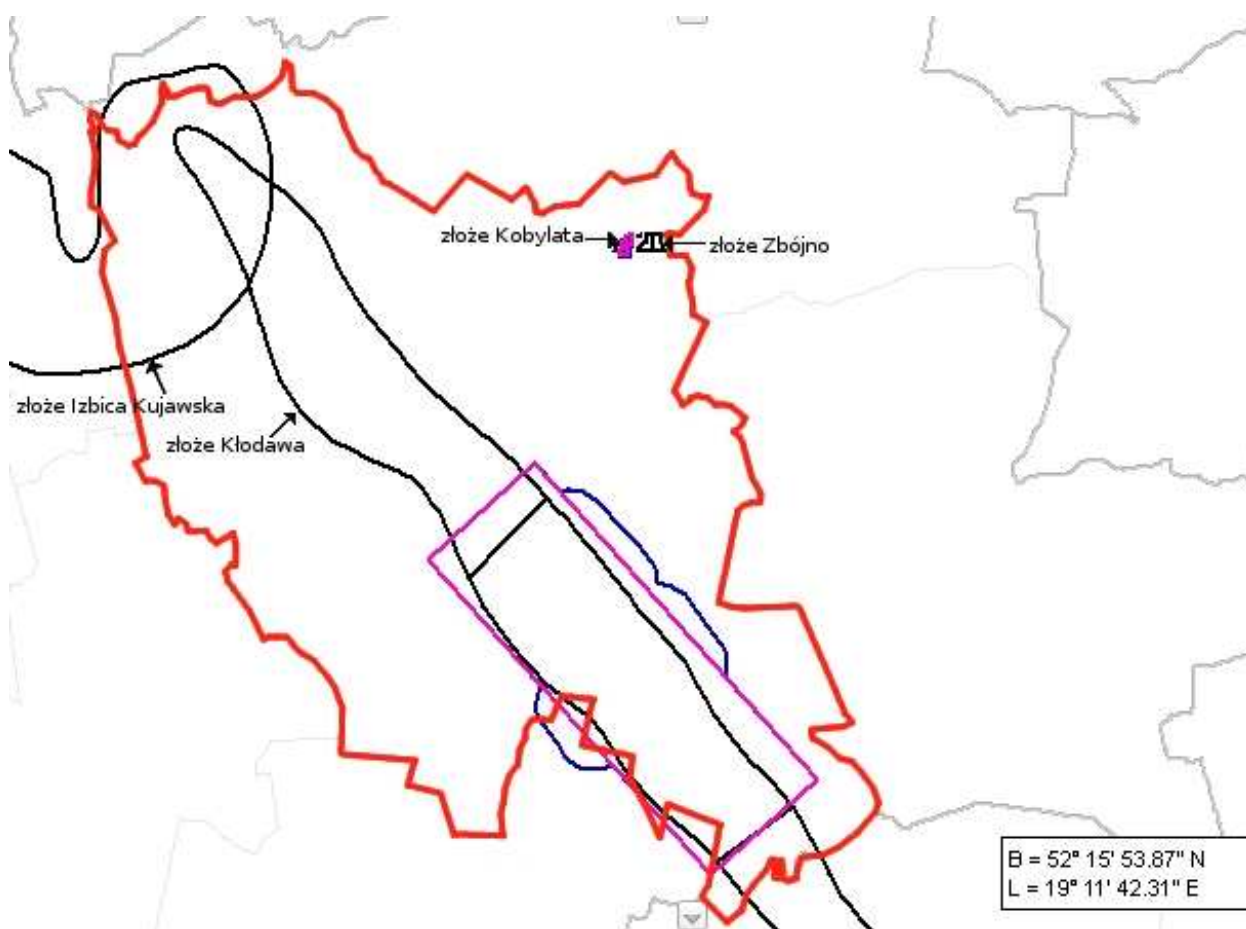 złoże Kobylata
złoże Zbójno
złoże Izbica Kujawska
złoże Kłodawa
B = 52° 15' 53.87" N
L = 19° 11' 42.31" E